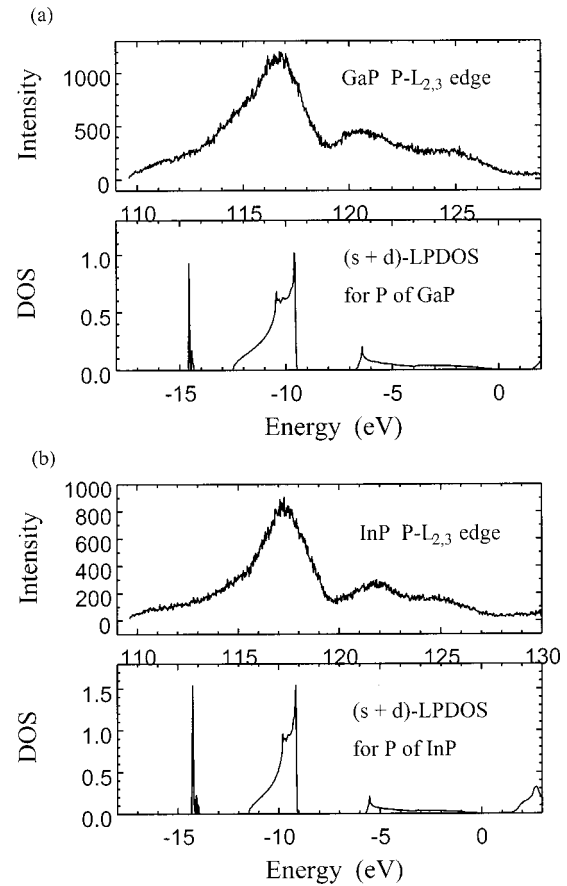 (a)
1000
500
0
Intensity
GaP P-L2,3 edge
110 115 120 125
1.0
0.5
0.0
DOS
(s + d)-LPDOS
for P of GaP
-15 -10 -5 0
Energy (eV)
(b)
1000
800
600
400
200
0
Intensity
InP P-L2,3 edge
110 115 120 125 130
1.5
1.0
0.5
0.0
DOS
(s + d)-LPDOS
for P of InP
-15 -10 -5 0
Energy (eV)